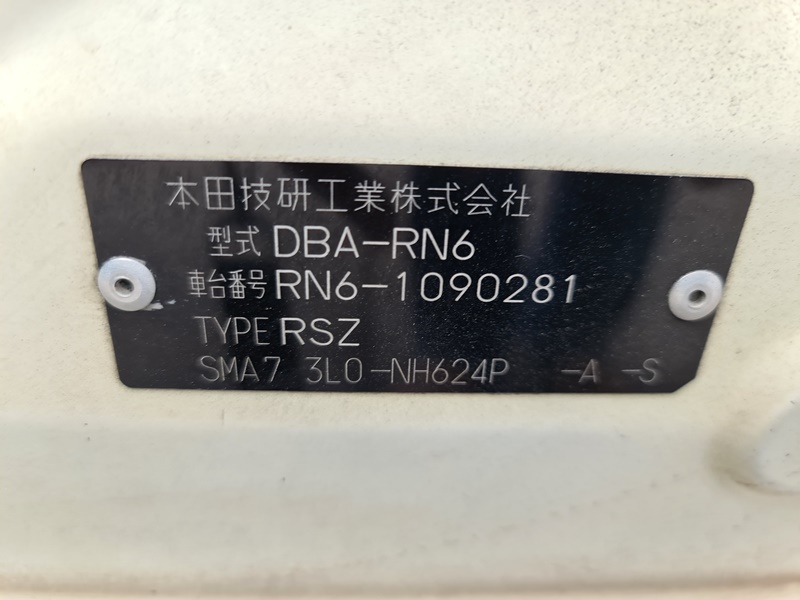 本田技研工業株式会社
型式 DBA-RN6
車台番号 RN6-1090281
TYPE RSZ
SMA7 3L0-NH624P -A -S